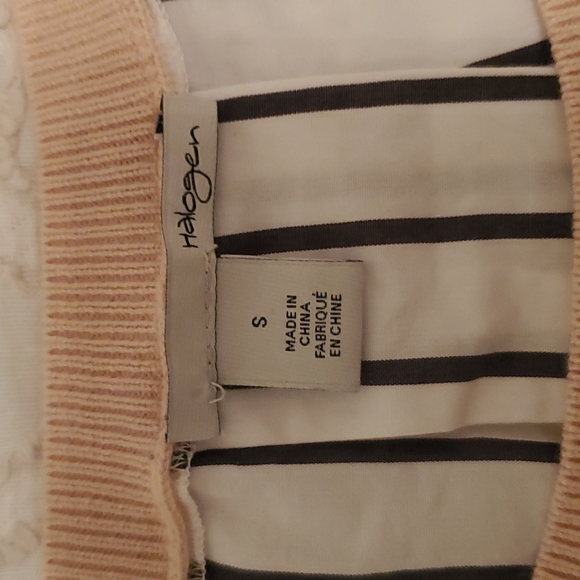 Halogen
S
MADE IN
CHINA
FABRIQUÉ
EN CHINE